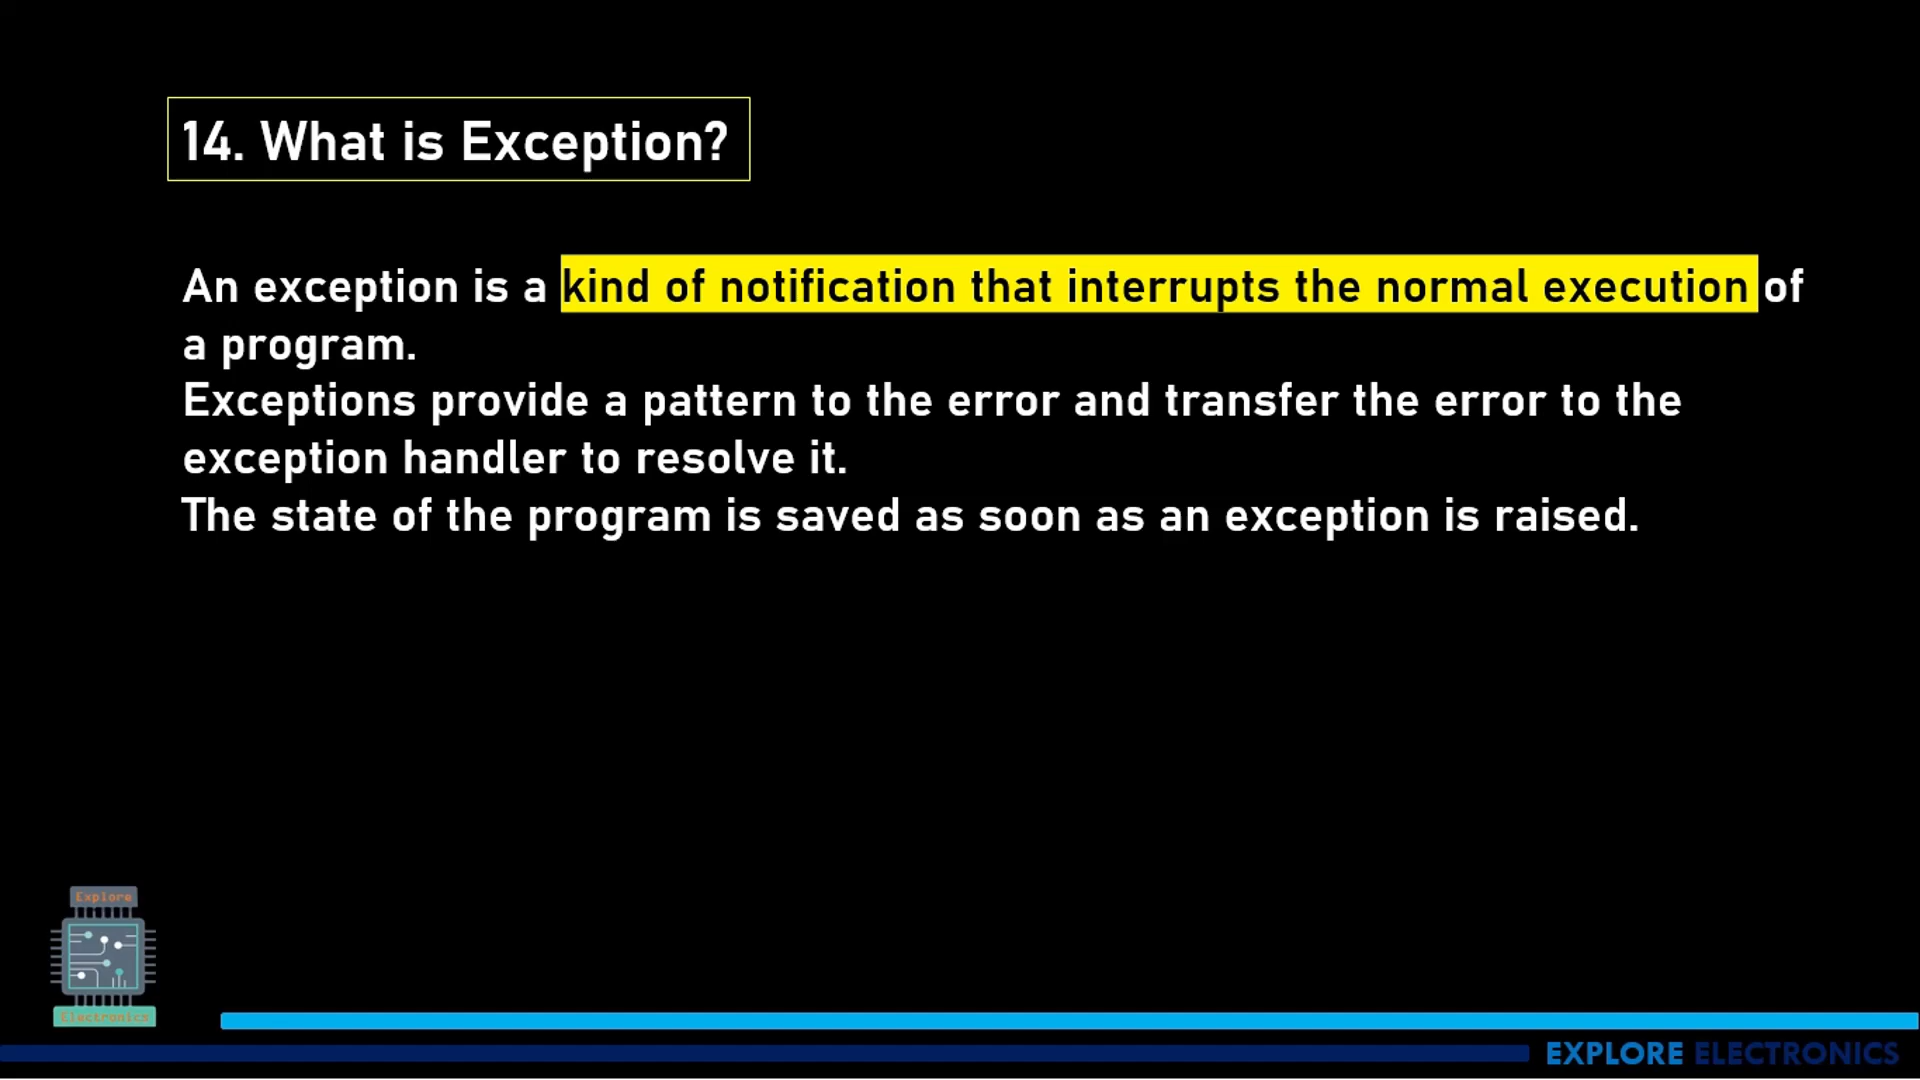 14. What is Exception?
An exception is a kind of notification that interrupts the normal execution of
a program.
Exceptions provide a pattern to the error and transfer the error to the
exception handler to resolve it.
The state of the program is saved as soon as an exception is raised.
Explore
Electronics
EXPLORE ELECTRONICS